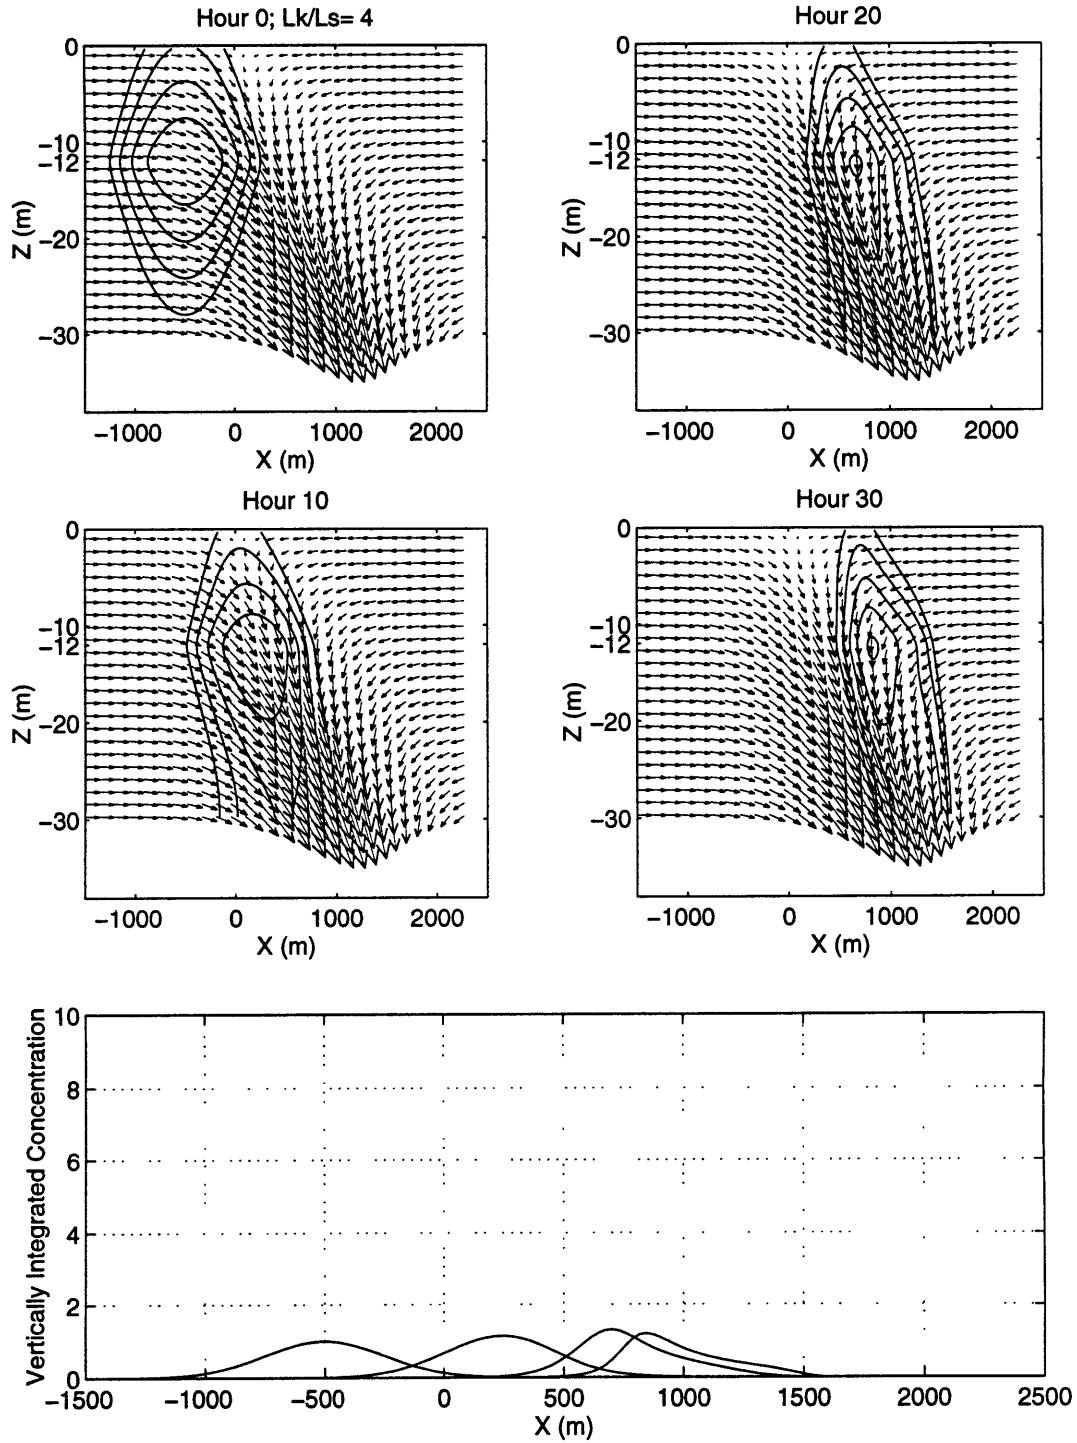 Hour 0; Lk/Ls= 4
0
−10
−12
−20
−30
Z (m)
−1000 0 1000 2000
X (m)
Hour 20
0
−10
−12
−20
−30
Z (m)
−1000 0 1000 2000
X (m)
Hour 10
0
−10
−12
−20
−30
Z (m)
−1000 0 1000 2000
X (m)
Hour 30
0
−10
−12
−20
−30
Z (m)
−1000 0 1000 2000
X (m)
Vertically Integrated Concentration
10
8
6
4
2
0
−1500 −1000 −500 0 500 1000 1500 2000 2500
X (m)